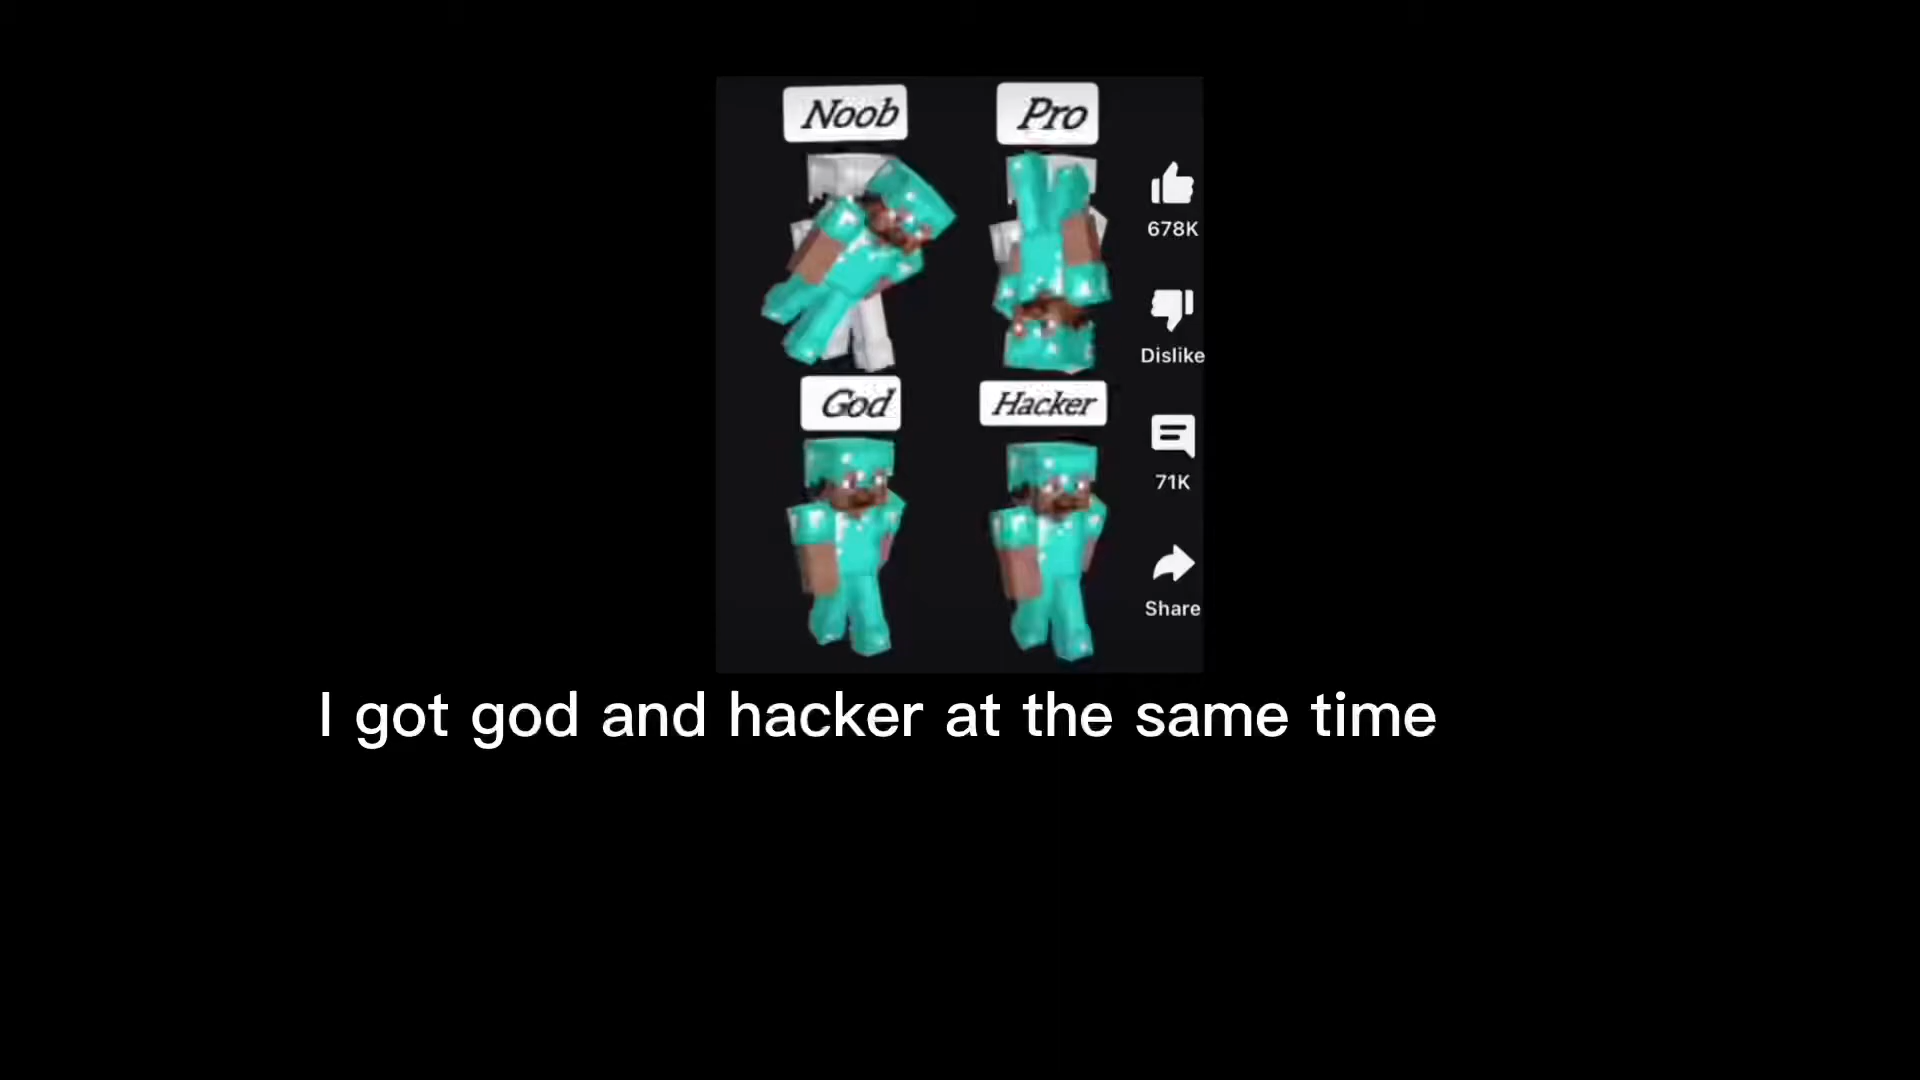 Noob
Pro
678K
Dislike
God
Hacker
71K
Share
I got god and hacker at the same time